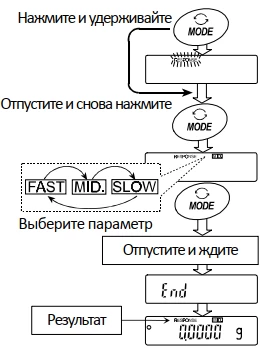 Нажмите и удерживайте
MODE
RESPONSE
Отпустите и снова нажмите
MODE
RESPONSE
FAST MID. SLOW
MODE
Выберите параметр
Отпустите и ждите
End
Результат
RESPONSE
0.0000 g